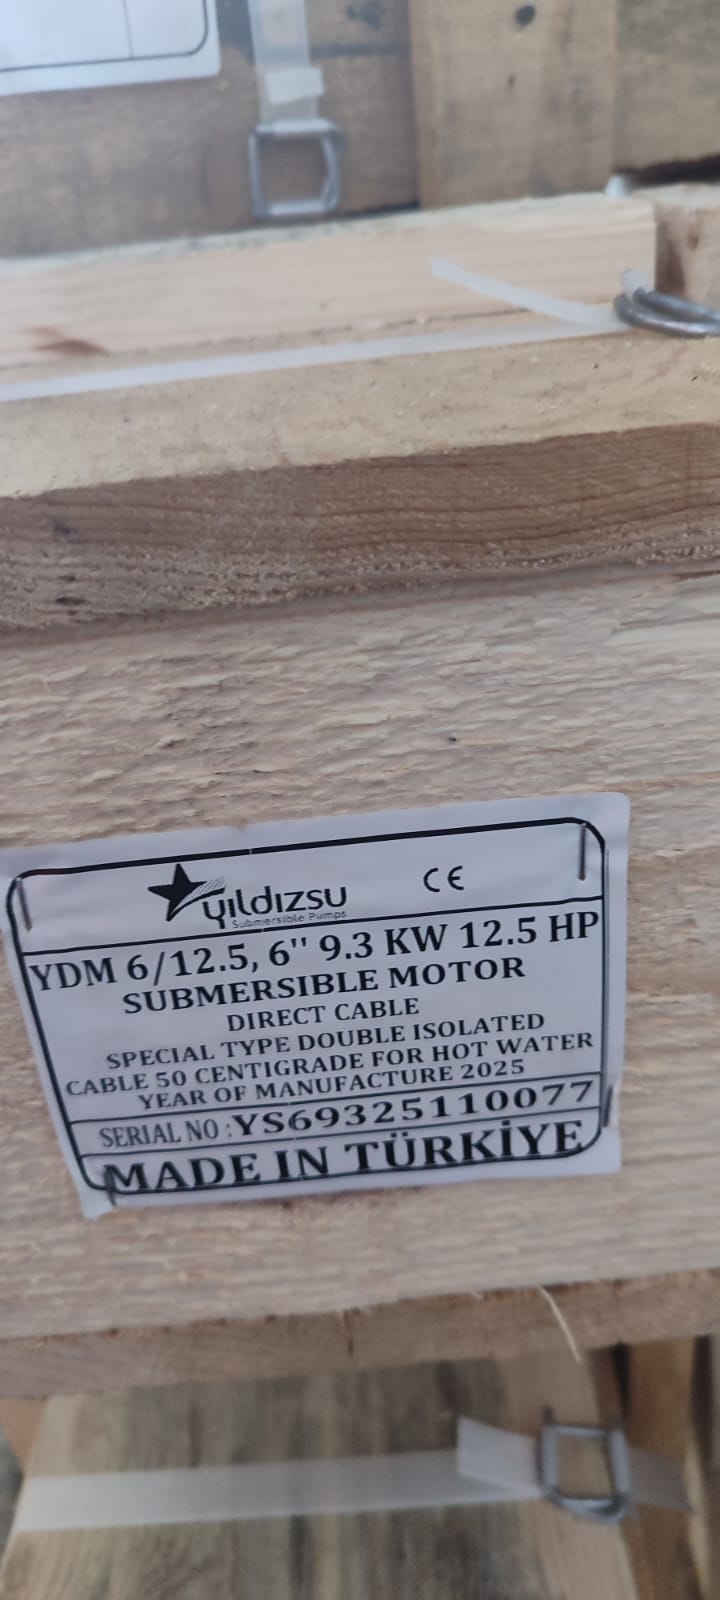 yıldızsu
Submersible Pumps
CE
YDM 6/12.5, 6'' 9.3 KW 12.5 HP
SUBMERSIBLE MOTOR
DIRECT CABLE
SPECIAL TYPE DOUBLE ISOLATED
CABLE 50 CENTIGRADE FOR HOT WATER
YEAR OF MANUFACTURE 2025
SERIAL NO : YS69325110077
MADE IN TÜRKİYE